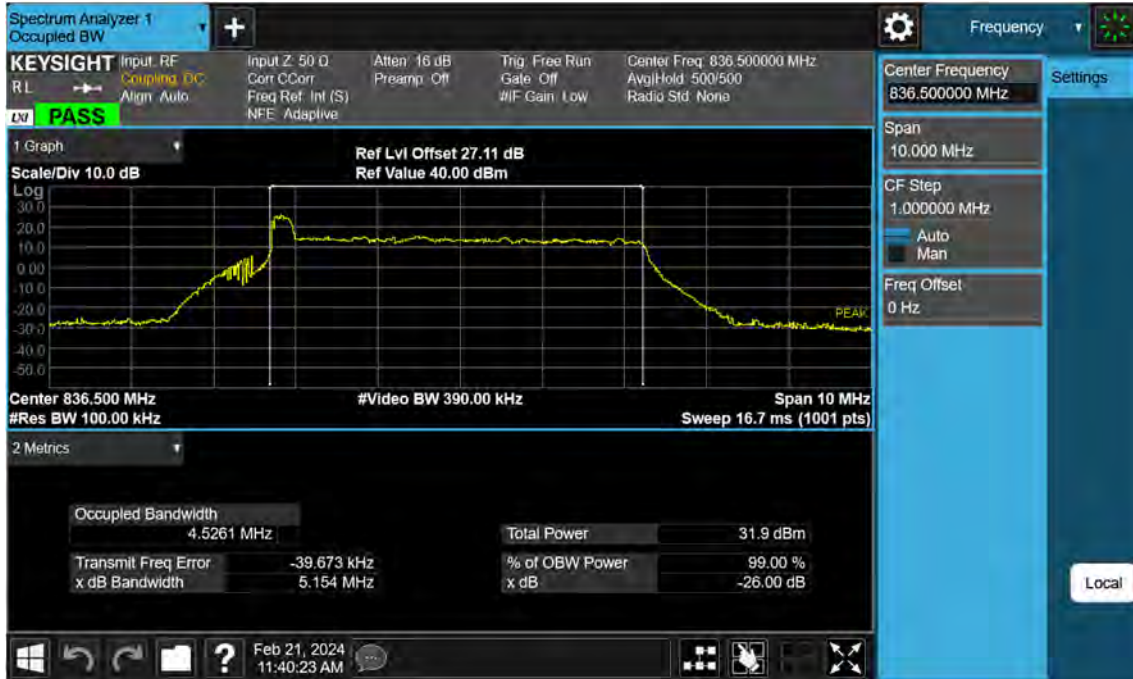 Spectrum Analyzer 1
Occupied BW
Frequency
KEYSIGHT
RL
LXI
PASS
Input: RF
Coupling: DC
Align: Auto
Input Z: 50 Ω
Corr CCorr
Freq Ref: Int (S)
NFE: Adaptive
Atten: 16 dB
Preamp: Off
Trig: Free Run
Gate: Off
#IF Gain: Low
Center Freq: 836.500000 MHz
Avg|Hold: 500/500
Radio Std: None
Center Frequency
836.500000 MHz
Settings
Span
10.000 MHz
CF Step
1.000000 MHz
Auto
Man
Freq Offset
0 Hz
1 Graph
Scale/Div 10.0 dB
Ref Lvl Offset 27.11 dB
Ref Value 40.00 dBm
Log
30.0
20.0
10.0
0.00
-10.0
-20.0
-30.0
-40.0
-50.0
PEAK
Center 836.500 MHz
#Video BW 390.00 kHz
Span 10 MHz
#Res BW 100.00 kHz
Sweep 16.7 ms (1001 pts)
2 Metrics
Occupied Bandwidth
4.5261 MHz
Total Power 31.9 dBm
Transmit Freq Error -39.673 kHz
% of OBW Power 99.00 %
x dB Bandwidth 5.154 MHz
x dB -26.00 dB
Local
?
Feb 21, 2024
11:40:23 AM